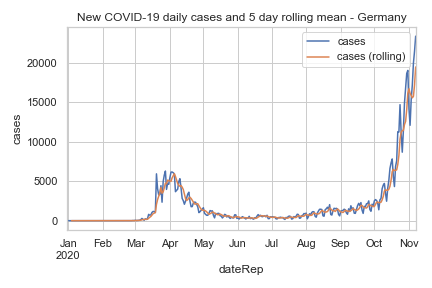 New COVID-19 daily cases and 5 day rolling mean - Germany
cases
cases (rolling)
20000
15000
10000
5000
0
cases
Jan Feb Mar Apr May Jun Jul Aug Sep Oct Nov
2020
dateRep